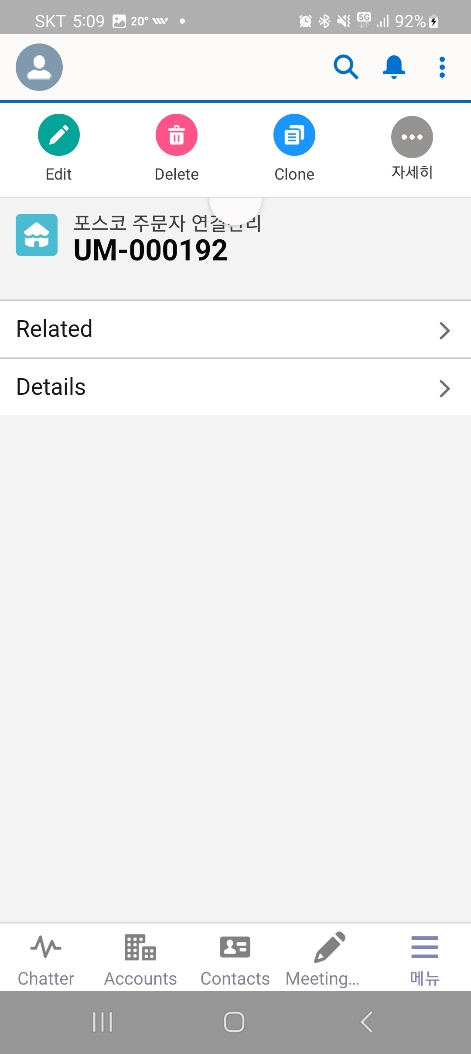 SKT 5:09 20° 5G 92%
Edit
Delete
Clone
자세히
포스코 주문자 연결관리
UM-000192
Related
Details
Chatter
Accounts
Contacts
Meeting...
메뉴